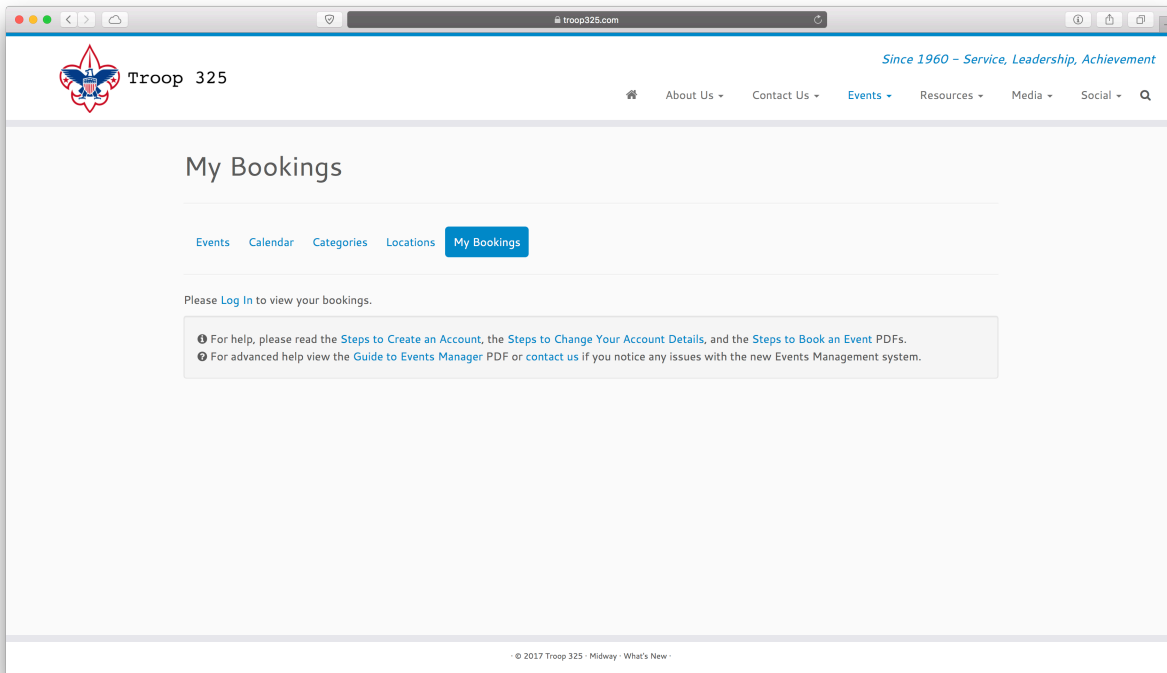 troop325.com
Troop 325
Since 1960 – Service, Leadership, Achievement
About Us Contact Us Events Resources Media Social
My Bookings
Events Calendar Categories Locations My Bookings
Please Log In to view your bookings.
For help, please read the Steps to Create an Account, the Steps to Change Your Account Details, and the Steps to Book an Event PDFs.
For advanced help view the Guide to Events Manager PDF or contact us if you notice any issues with the new Events Management system.
· © 2017 Troop 325 · Midway · What's New ·